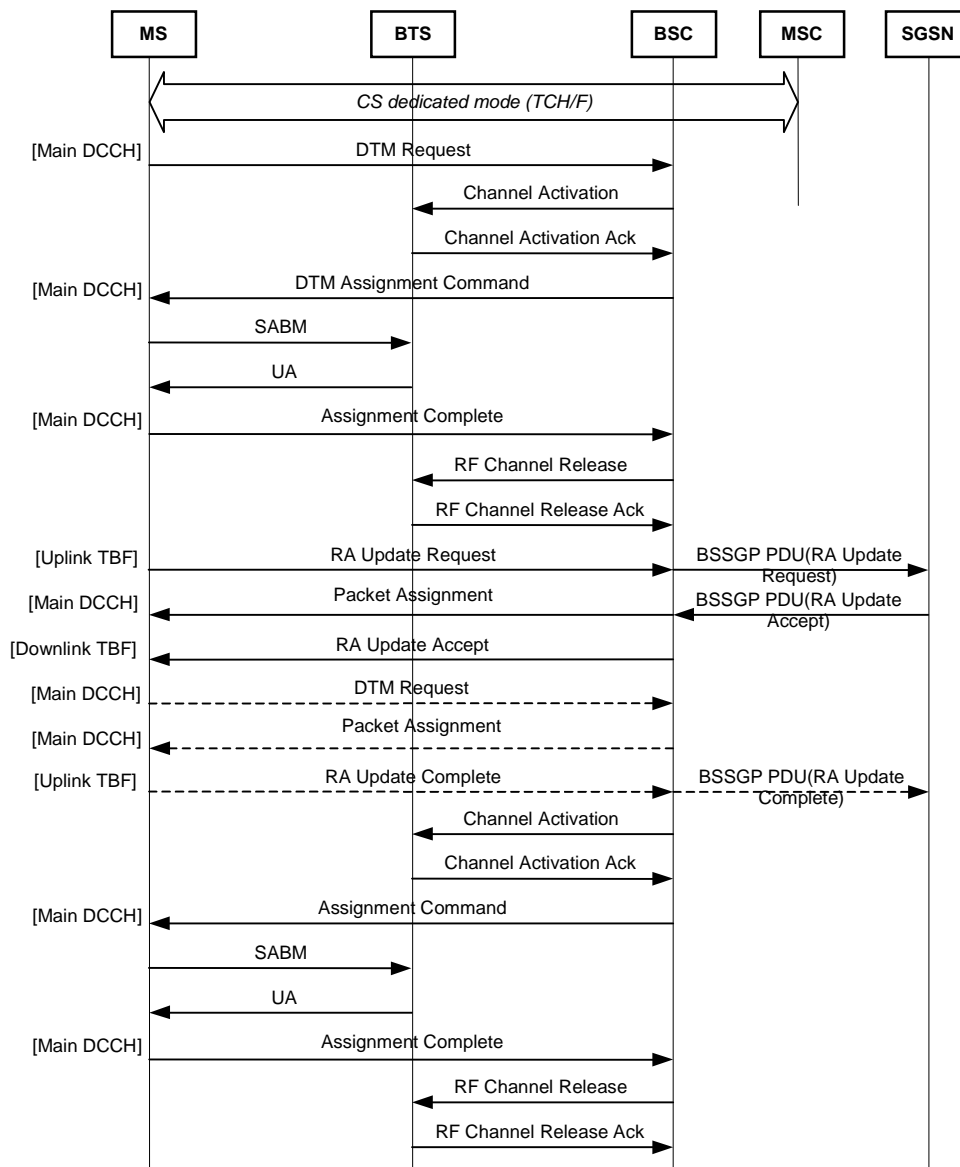 MS BTS BSC MSC SGSN
CS dedicated mode (TCH/F)
[Main DCCH] DTM Request
Channel Activation
Channel Activation Ack
[Main DCCH] DTM Assignment Command
SABM
UA
[Main DCCH] Assignment Complete
RF Channel Release
RF Channel Release Ack
[Uplink TBF] RA Update Request BSSGP PDU(RA Update
Request)
[Main DCCH] Packet Assignment BSSGP PDU(RA Update
Accept)
[Downlink TBF] RA Update Accept
[Main DCCH] DTM Request
[Main DCCH] Packet Assignment
[Uplink TBF] RA Update Complete BSSGP PDU(RA Update
Complete)
Channel Activation
Channel Activation Ack
[Main DCCH] Assignment Command
SABM
UA
[Main DCCH] Assignment Complete
RF Channel Release
RF Channel Release Ack